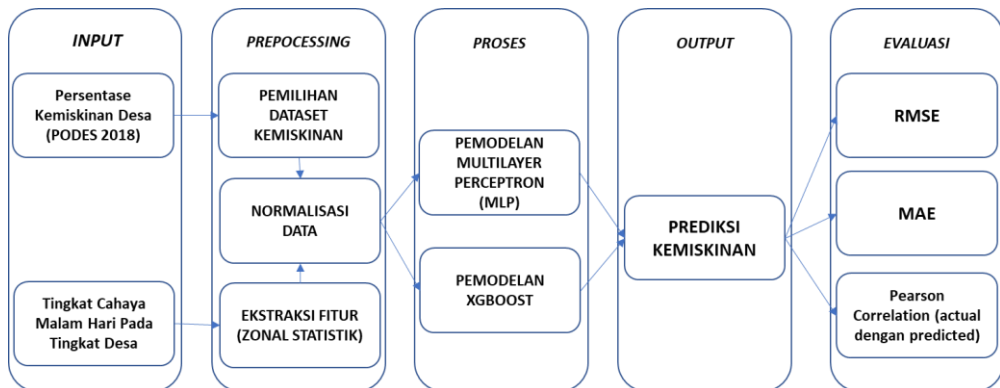 INPUT
Persentase
Kemiskinan Desa
(PODES 2018)
Tingkat Cahaya
Malam Hari Pada
Tingkat Desa
PREPOCESSING
PEMILIHAN
DATASET
KEMISKINAN
NORMALISASI
DATA
EKSTRAKSI FITUR
(ZONAL STATISTIK)
PROSES
PEMODELAN
MULTILAYER
PERCEPTRON
(MLP)
PEMODELAN
XGBOOST
OUTPUT
PREDIKSI
KEMISKINAN
EVALUASI
RMSE
MAE
Pearson
Correlation (actual
dengan predicted)